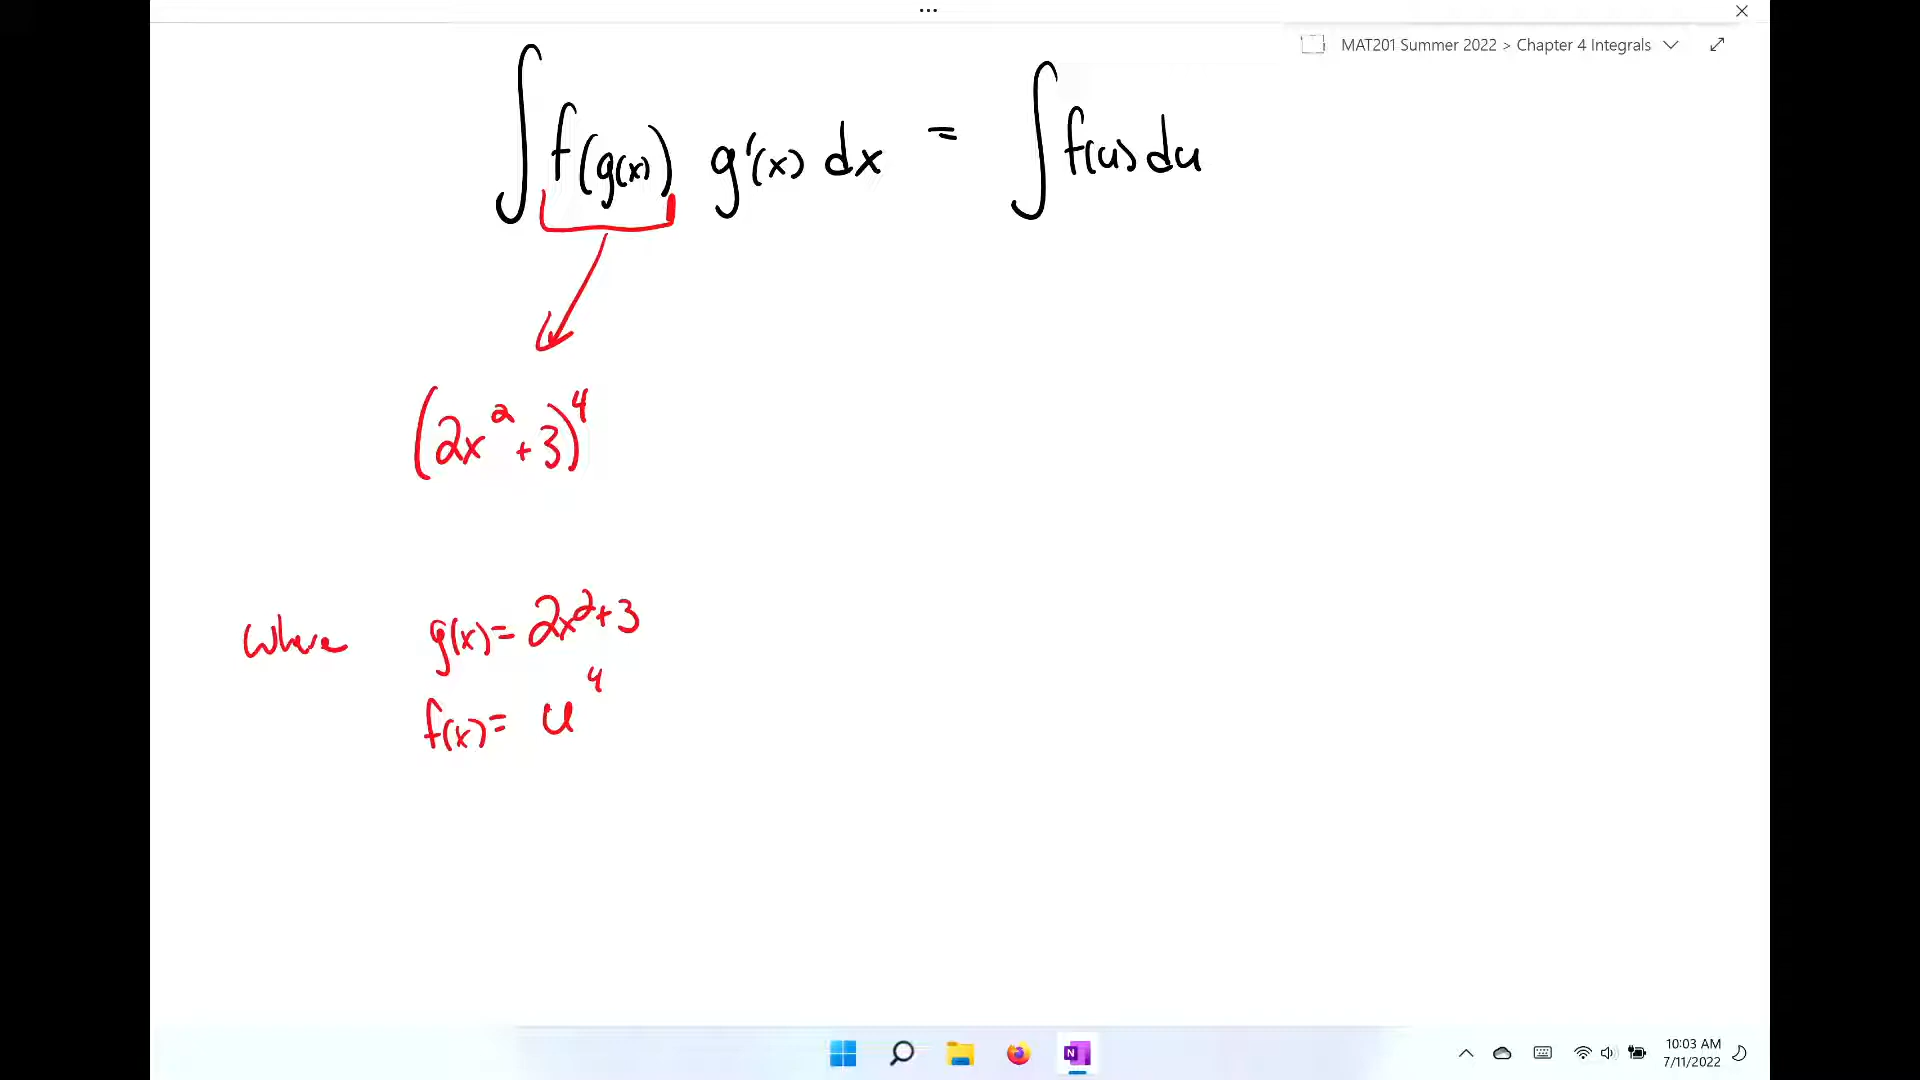 ...
MAT201 Summer 2022 > Chapter 4 Integrals
∫ f(g(x)) g'(x) dx = ∫ f(u) du
(2x²+3)⁴
where g(x) = 2x²+3
f(x) = u⁴
10:03 AM
7/11/2022